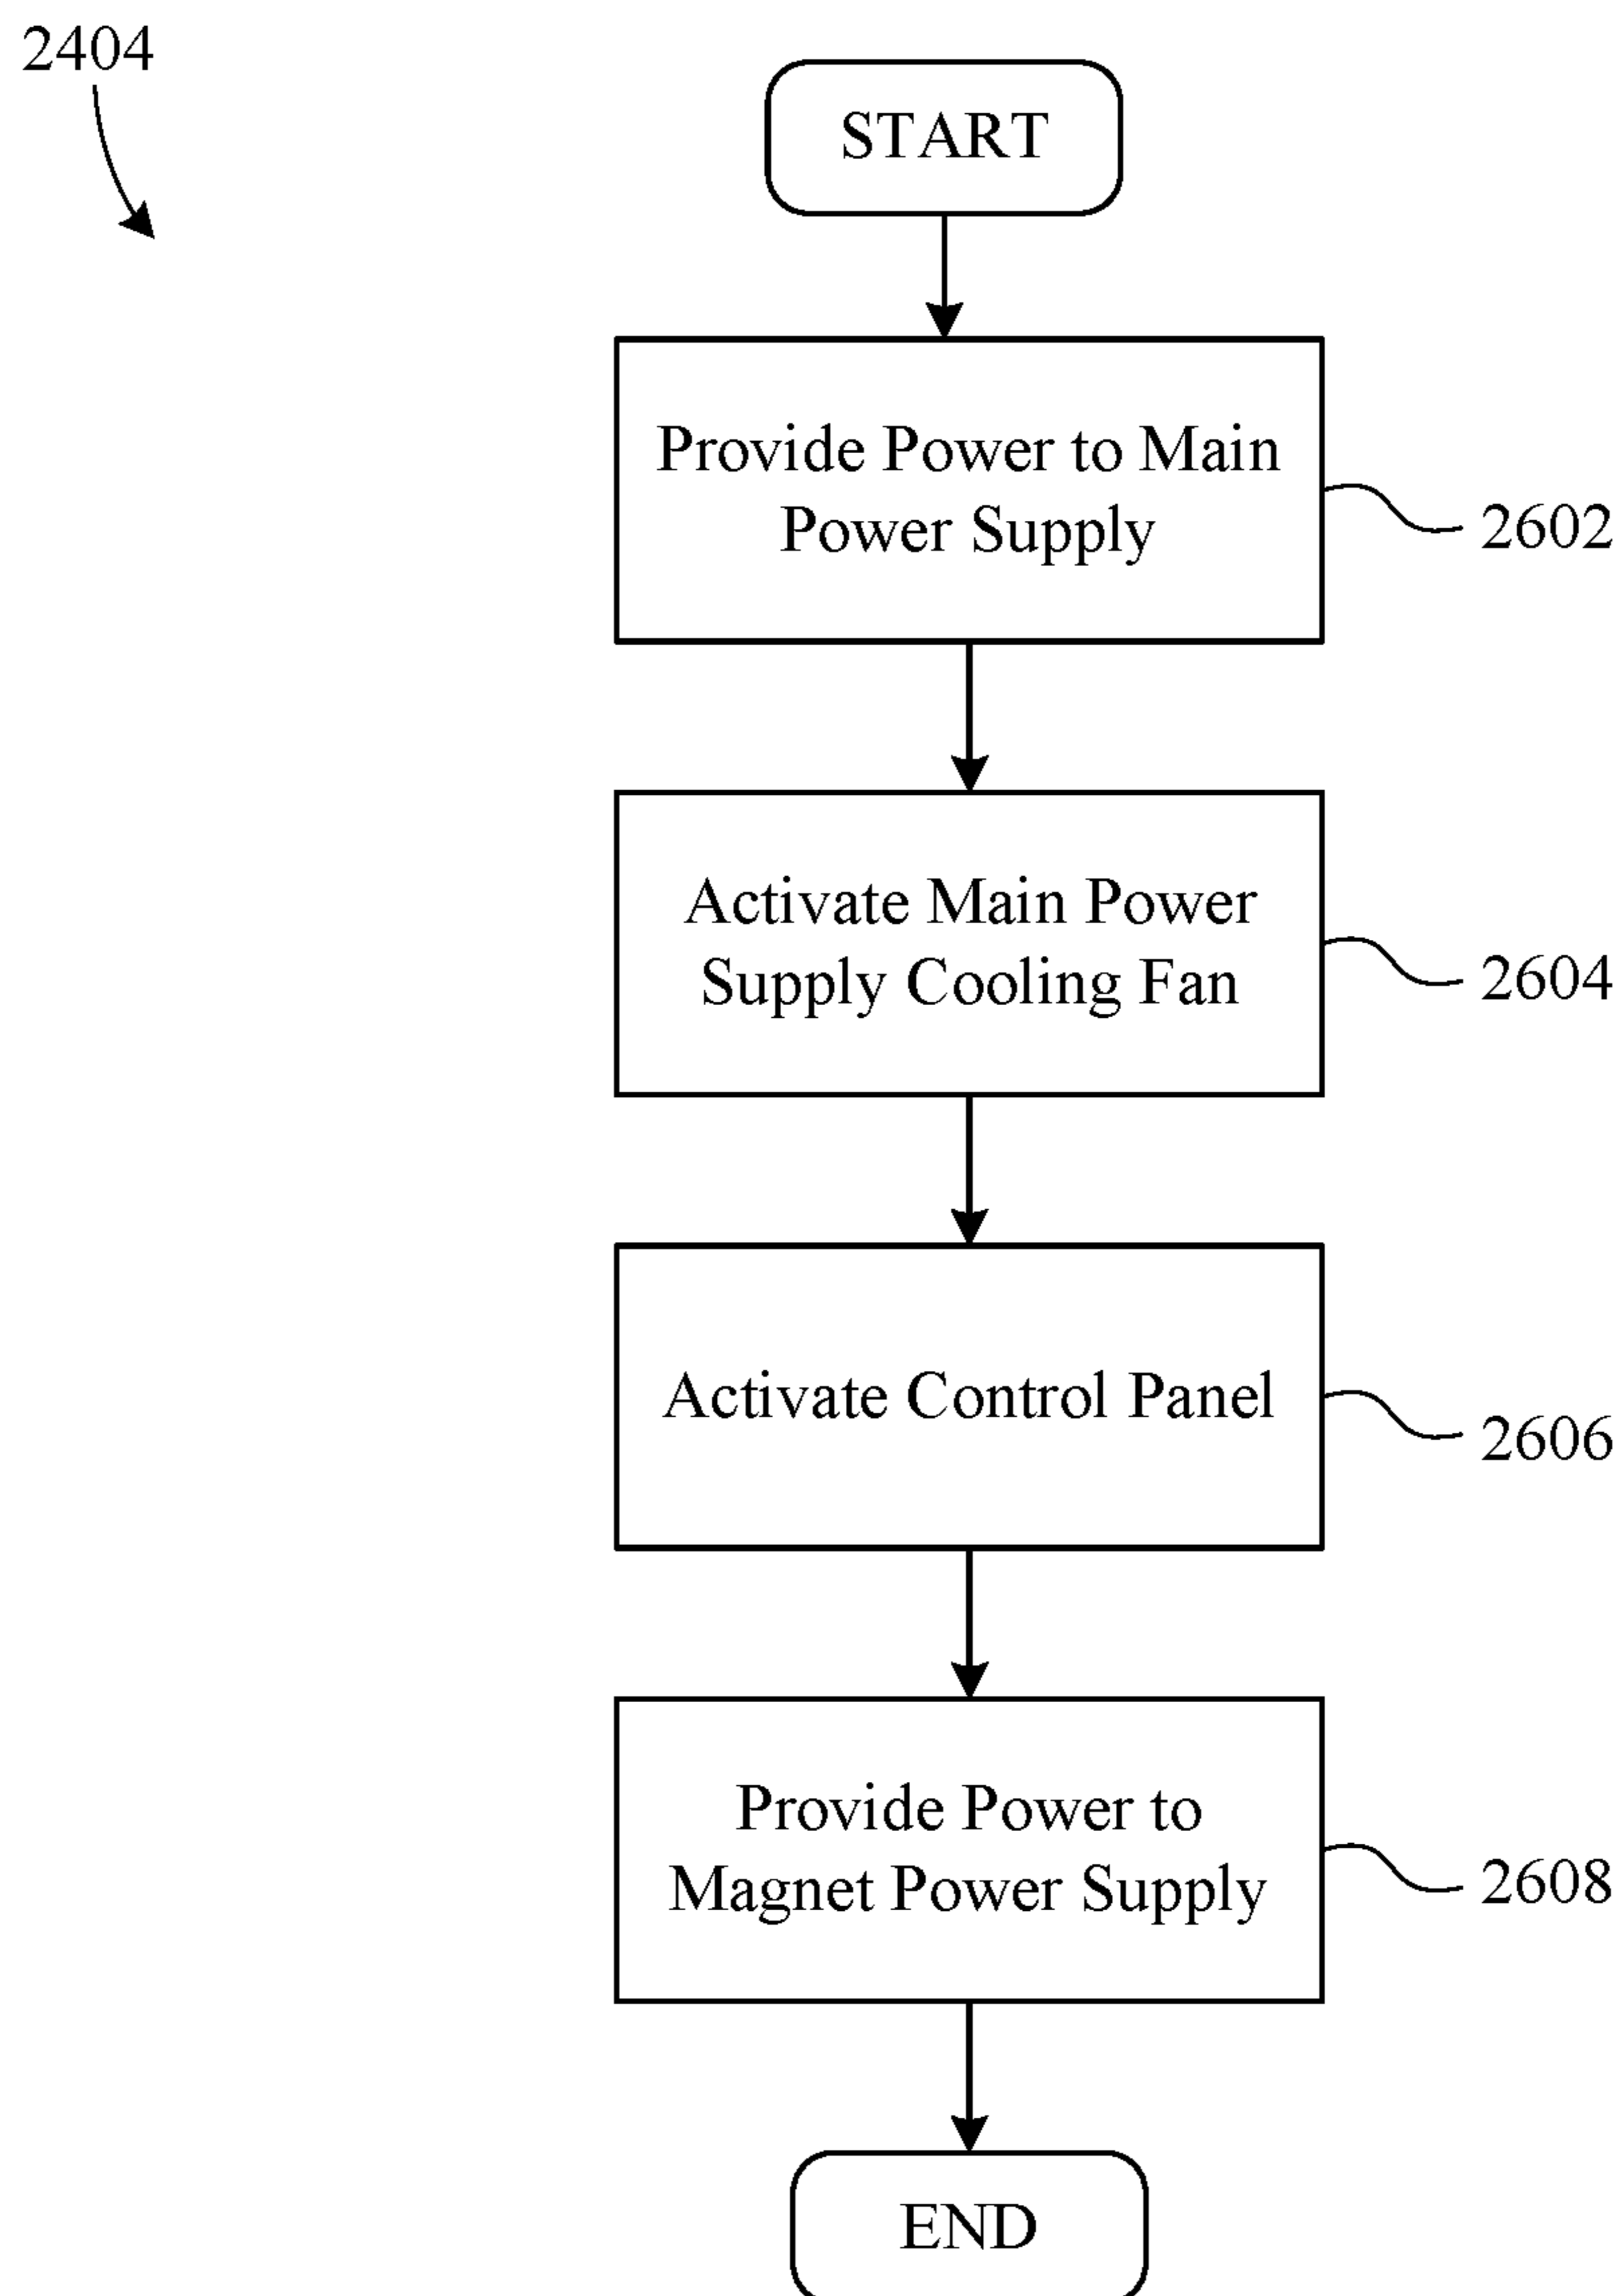 2404
START
Provide Power to Main
Power Supply
2602
Activate Main Power
Supply Cooling Fan
2604
Activate Control Panel
2606
Provide Power to
Magnet Power Supply
2608
END